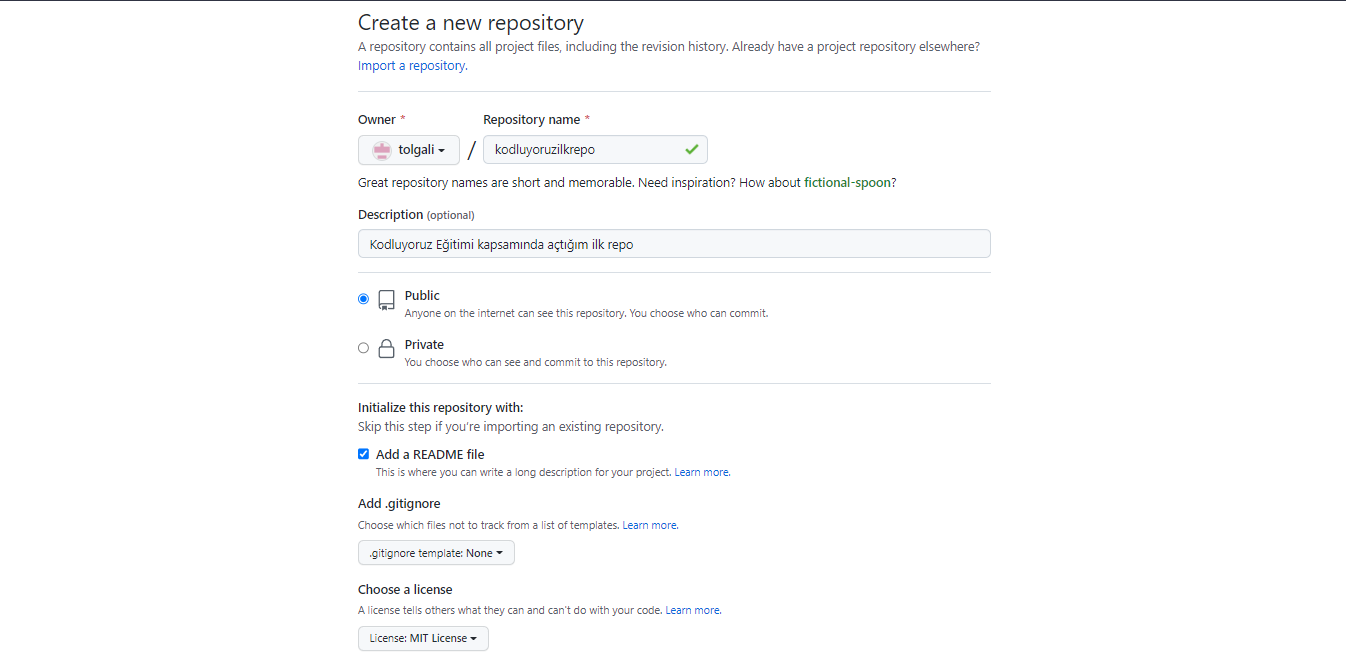 Create a new repository
A repository contains all project files, including the revision history. Already have a project repository elsewhere?
Import a repository.
Owner * Repository name *
tolgali / kodluyoruzilkrepo
Great repository names are short and memorable. Need inspiration? How about fictional-spoon?
Description (optional)
Kodluyoruz Eğitimi kapsamında açtığım ilk repo
Public
Anyone on the internet can see this repository. You choose who can commit.
Private
You choose who can see and commit to this repository.
Initialize this repository with:
Skip this step if you're importing an existing repository.
Add a README file
This is where you can write a long description for your project. Learn more.
Add .gitignore
Choose which files not to track from a list of templates. Learn more.
.gitignore template: None
Choose a license
A license tells others what they can and can't do with your code. Learn more.
License: MIT License